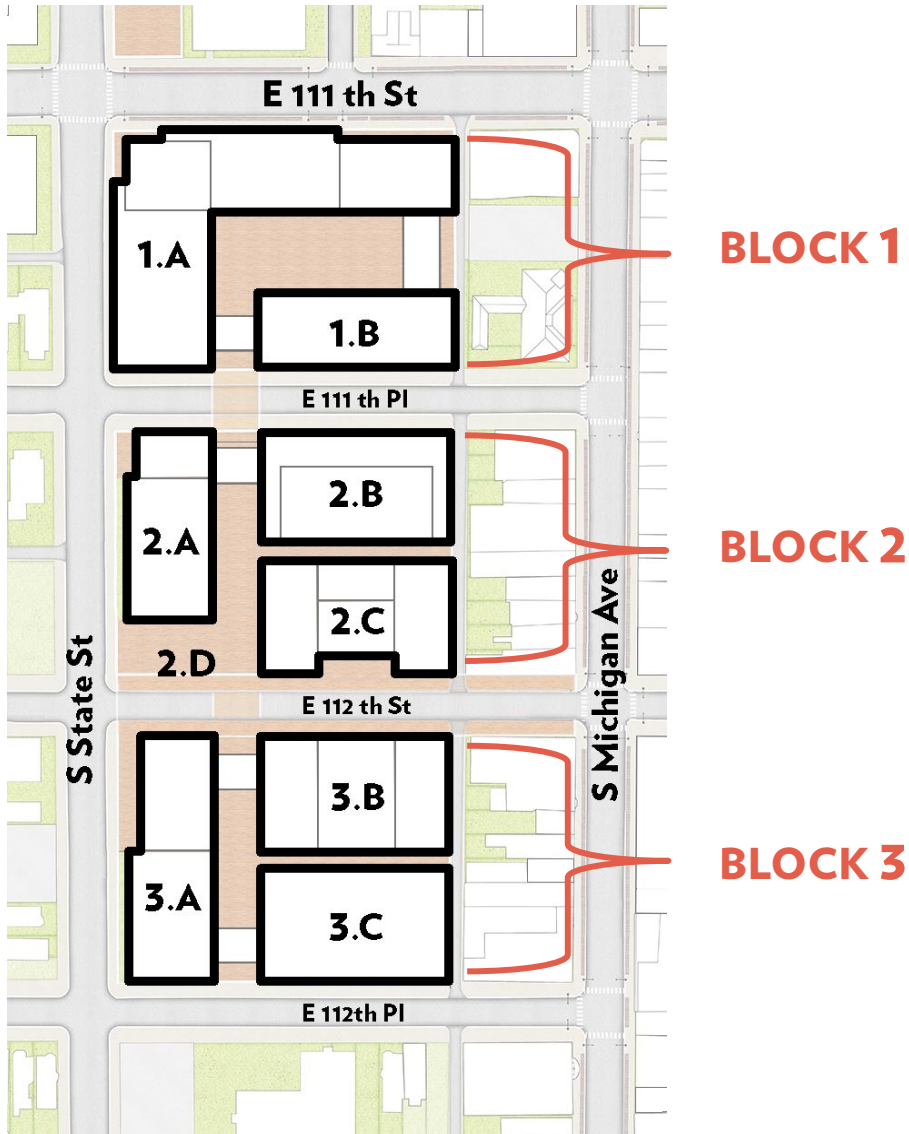 E 111 th St
1.A
BLOCK 1
1.B
E 111 th Pl
2.B
2.A
BLOCK 2
2.C
2.D
E 112 th St
S State St
S Michigan Ave
3.B
BLOCK 3
3.A
3.C
E 112th Pl